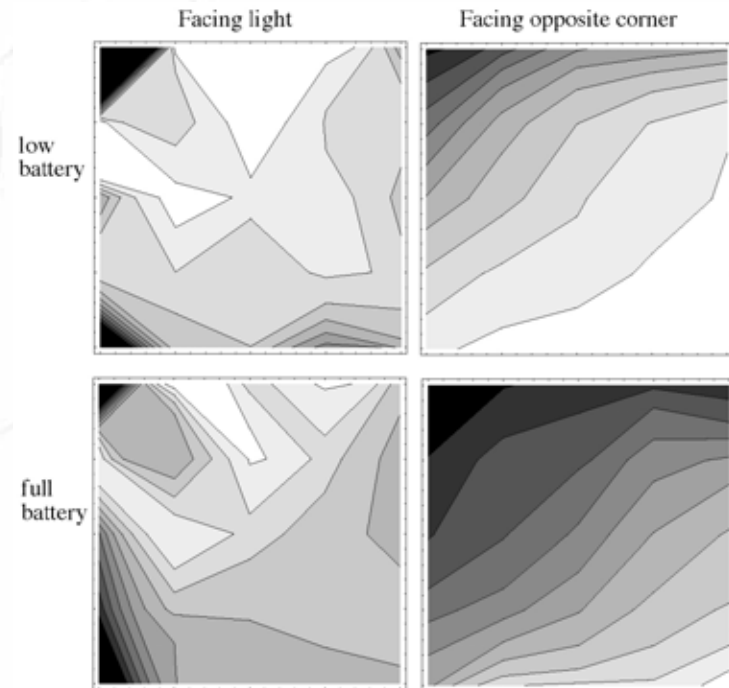 Facing light
Facing opposite corner
low
battery
full
battery